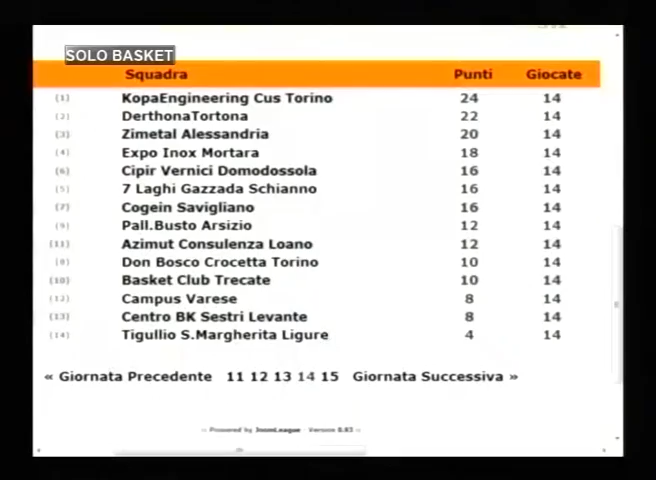 SOLO BASKET
Squadra Punti Giocate
(1) KopaEngineering Cus Torino 24 14
(2) DerthonaTortona 22 14
(3) Zimetal Alessandria 20 14
(4) Expo Inox Mortara 18 14
(6) Cipir Vernici Domodossola 16 14
(5) 7 Laghi Gazzada Schianno 16 14
(7) Cogein Savigliano 16 14
(9) Pall.Busto Arsizio 12 14
(11) Azimut Consulenza Loano 12 14
(8) Don Bosco Crocetta Torino 10 14
(10) Basket Club Trecate 10 14
(12) Campus Varese 8 14
(13) Centro BK Sestri Levante 8 14
(14) Tigullio S.Margherita Ligure 4 14
« Giornata Precedente 11 12 13 14 15 Giornata Successiva »
:: Powered by JoomLeague - Version 0.93 ::